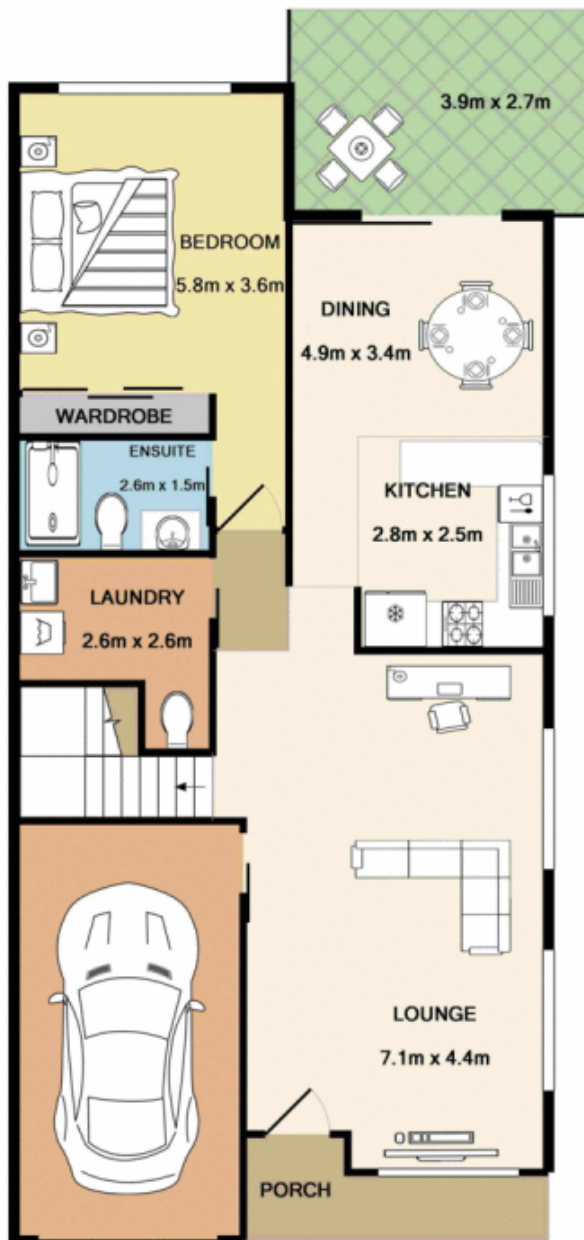 3.9m x 2.7m
BEDROOM
5.8m x 3.6m
DINING
4.9m x 3.4m
WARDROBE
ENSUITE
2.6m x 1.5m
KITCHEN
2.8m x 2.5m
LAUNDRY
2.6m x 2.6m
LOUNGE
7.1m x 4.4m
PORCH